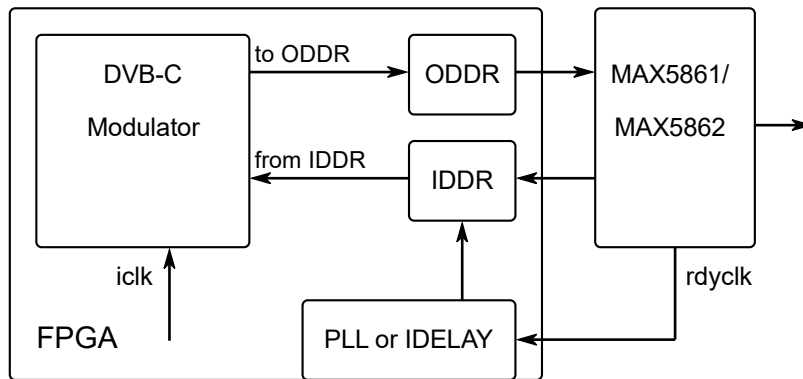 DVB-C
Modulator
to ODDR
ODDR
MAX5861/
MAX5862
from IDDR
IDDR
iclk
rdyclk
FPGA
PLL or IDELAY